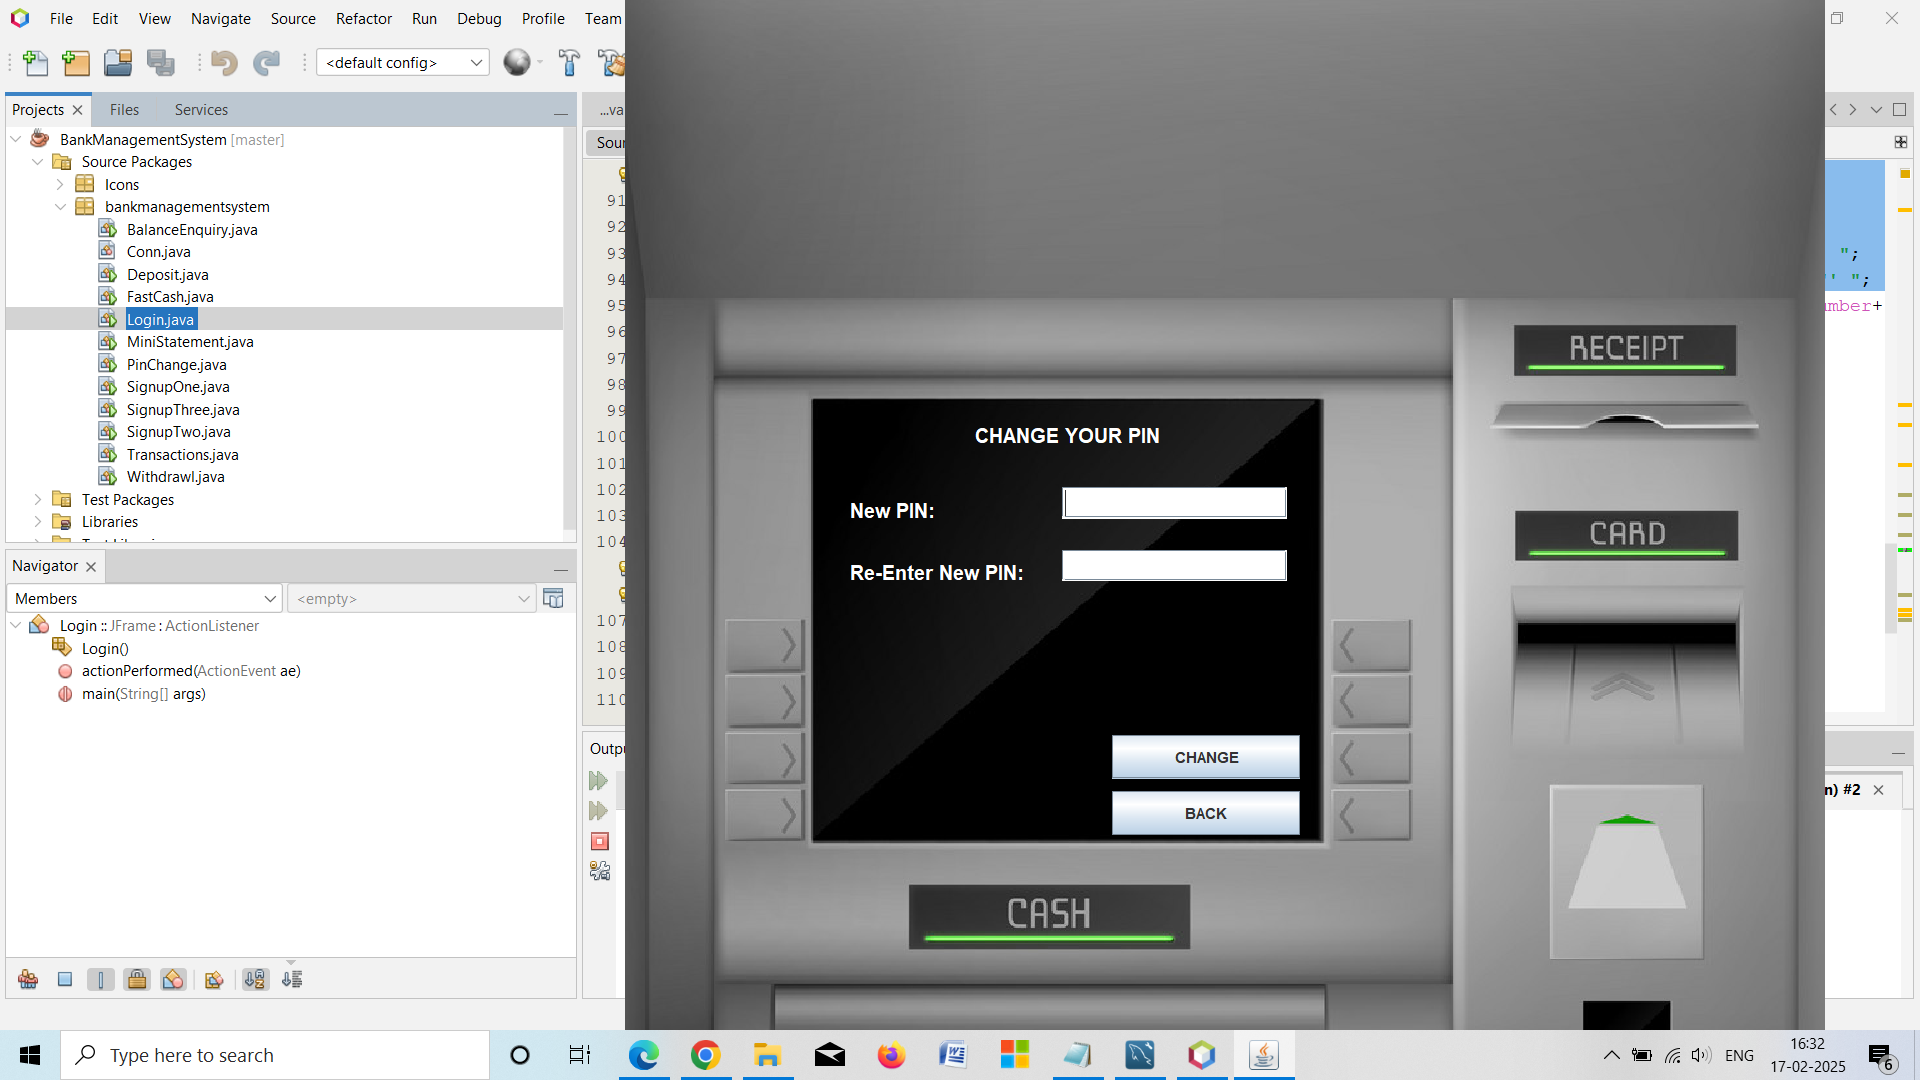 File Edit View Navigate Source Refactor Run Debug Profile Team
<default config>
Projects Files Services
BankManagementSystem [master]
Source Packages
Icons
bankmanagementsystem
BalanceEnquiry.java
Conn.java
Deposit.java
FastCash.java
Login.java
MiniStatement.java
PinChange.java
SignupOne.java
SignupThree.java
SignupTwo.java
Transactions.java
Withdrawl.java
Test Packages
Libraries
Navigator
Members <empty>
Login :: JFrame : ActionListener
Login()
actionPerformed(ActionEvent ae)
main(String[] args)
...va
Sour
91
92
93
94
95
96
97
98
99
100
101
102
103
104
107
108
109
110
Outpu
CHANGE YOUR PIN
New PIN:
Re-Enter New PIN:
CHANGE
BACK
CASH
RECEIPT
CARD
";
' ";
mber+
n) #2
Type here to search
ENG
16:32
17-02-2025
6